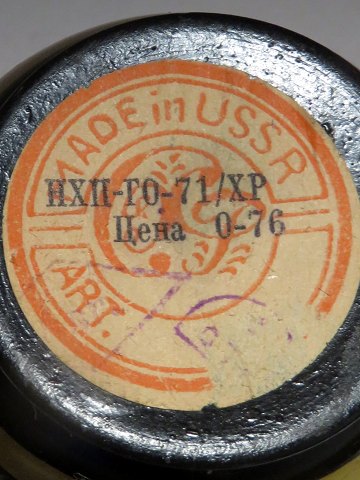 MADE in USSR
НХП-ГО-71/ХР
Цена 0-76
ART.